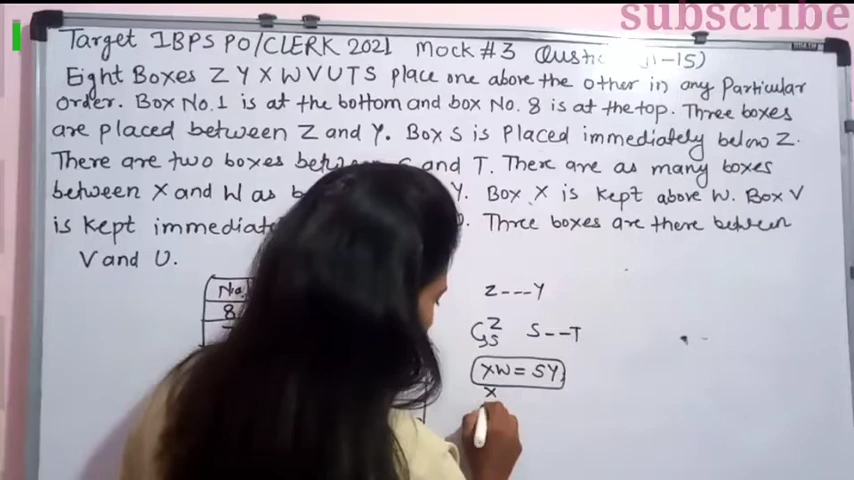 subscribe
Target IBPS PO/CLERK 2021 Mock #3 11-15)
Eight Boxes Z Y X W V U T S place one above the other in any Particular
order. Box No. 1 is at the bottom and box No. 8 is at the top. Three boxes
are placed between Z and Y. Box S is placed immediately below Z.
There are two boxes and T. There are as many boxes
between X and W as Y. Box X is kept above W. Box V
is kept Three boxes are there between
V and U.
No.
8
Z---Y
Z
S
S--T
XW = SY
X